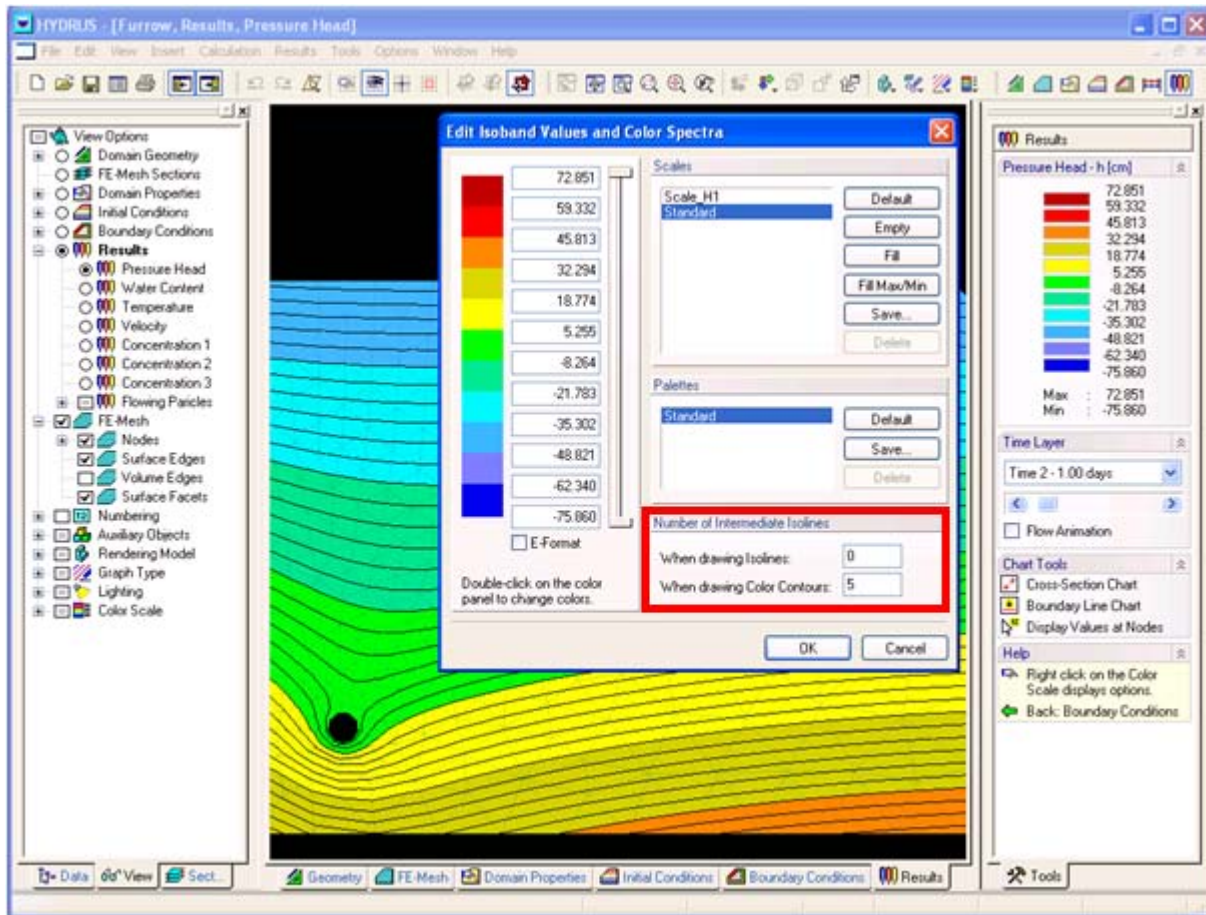 HYDRUS - [Furrow, Results, Pressure Head]
File Edit View Insert Calculation Results Tools Options Window Help
View Options
Domain Geometry
FE-Mesh Sections
Domain Properties
Initial Conditions
Boundary Conditions
Results
Pressure Head
Water Content
Temperature
Velocity
Concentration 1
Concentration 2
Concentration 3
Flowing Paricles
FE-Mesh
Nodes
Surface Edges
Volume Edges
Surface Facets
Numbering
Auxiliary Objects
Rendering Model
Graph Type
Lighting
Color Scale
Data View Sect...
Edit Isoband Values and Color Spectra
72.851
59.332
45.813
32.294
18.774
5.255
-8.264
-21.783
-35.302
-48.821
-62.340
-75.860
E-Format
Double-click on the color
panel to change colors.
Scales
Scale_H1
Standard
Default
Empty
Fill
Fill Max/Min
Save...
Delete
Palettes
Standard
Default
Save...
Delete
Number of Intermediate Isolines
When drawing Isolines: 0
When drawing Color Contours: 5
OK Cancel
Geometry FE-Mesh Domain Properties Initial Conditions Boundary Conditions Results
Results
Pressure Head - h [cm]
72.851
59.332
45.813
32.294
18.774
5.255
-8.264
-21.783
-35.302
-48.821
-62.340
-75.860
Max : 72.851
Min : -75.860
Time Layer
Time 2 - 1.00 days
Flow Animation
Chart Tools
Cross-Section Chart
Boundary Line Chart
Display Values at Nodes
Help
Right click on the Color
Scale displays options.
Back: Boundary Conditions
Tools